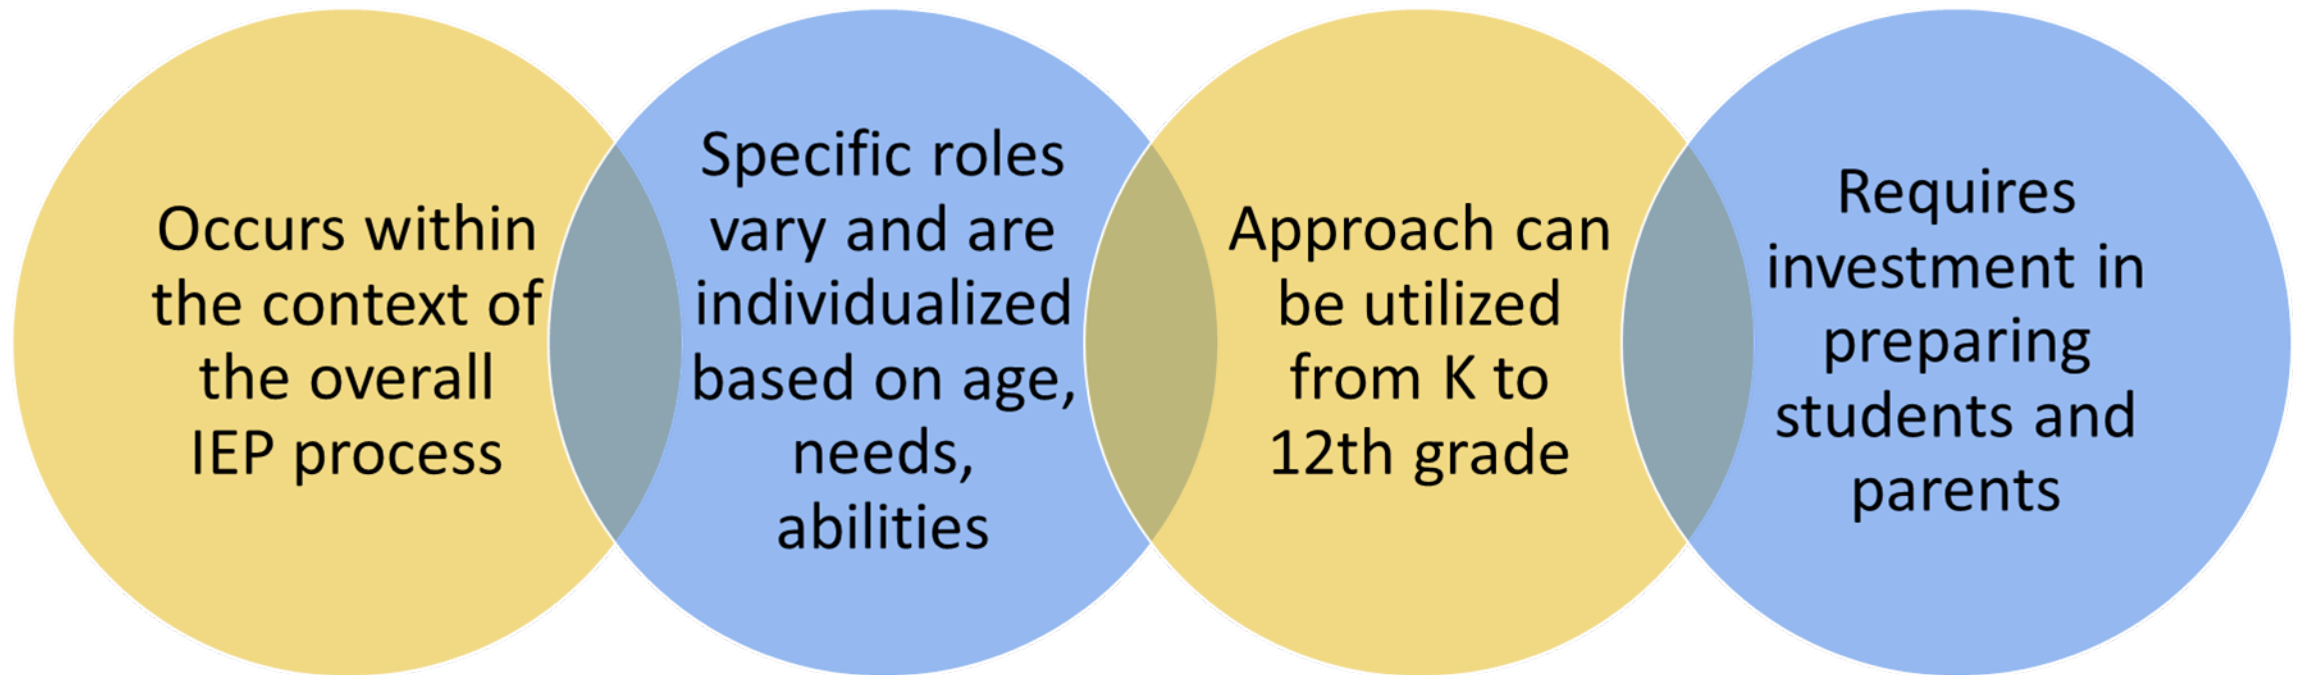 Occurs within
the context of
the overall
IEP process
Specific roles
vary and are
individualized
based on age,
needs,
abilities
Approach can
be utilized
from K to
12th grade
Requires
investment in
preparing
students and
parents